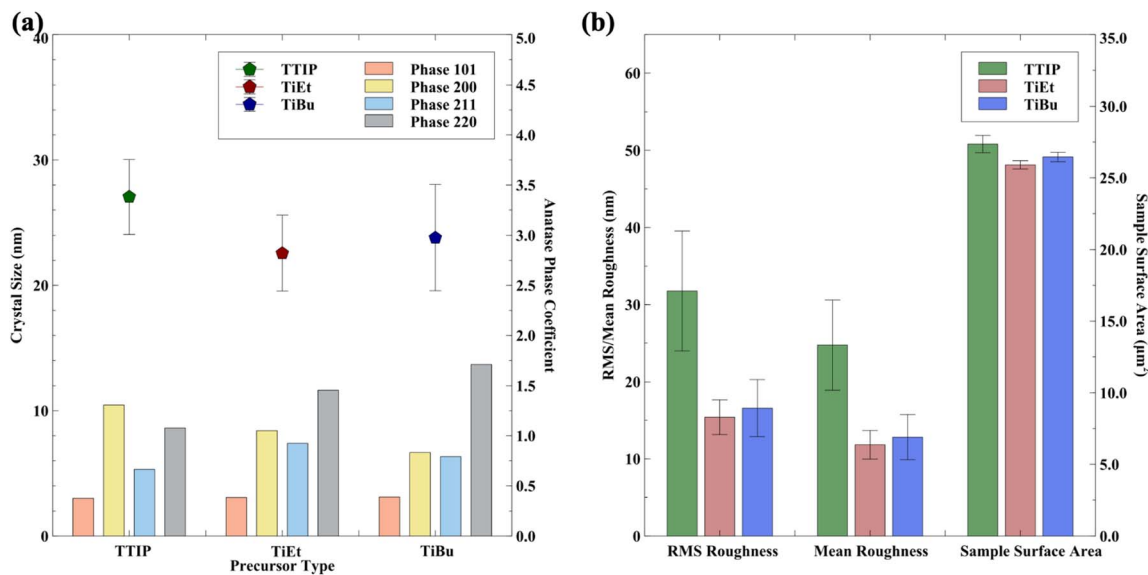 (a)
40
30
20
10
0
Crystal Size (nm)
TTIP
TiEt
TiBu
Phase 101
Phase 200
Phase 211
Phase 220
5.0
4.5
4.0
3.5
3.0
2.5
2.0
1.5
1.0
0.5
0.0
Anatase Phase Coefficient
TTIP TiEt TiBu
Precursor Type
(b)
60
50
40
30
20
10
0
RMS/Mean Roughness (nm)
TTIP
TiEt
TiBu
35.0
30.0
25.0
20.0
15.0
10.0
5.0
0.0
Sample Surface Area (μm²)
RMS Roughness Mean Roughness Sample Surface Area